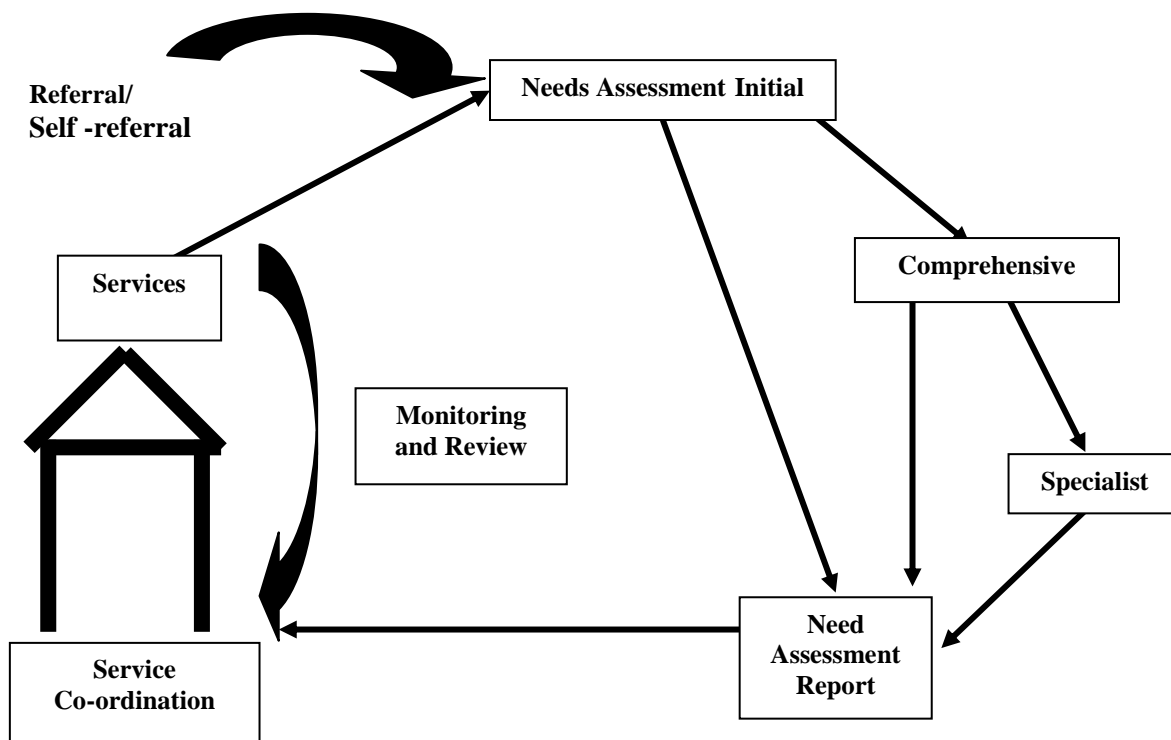 Referral/
Self -referral
Needs Assessment Initial
Comprehensive
Services
Monitoring
and Review
Specialist
Need
Assessment
Report
Service
Co-ordination